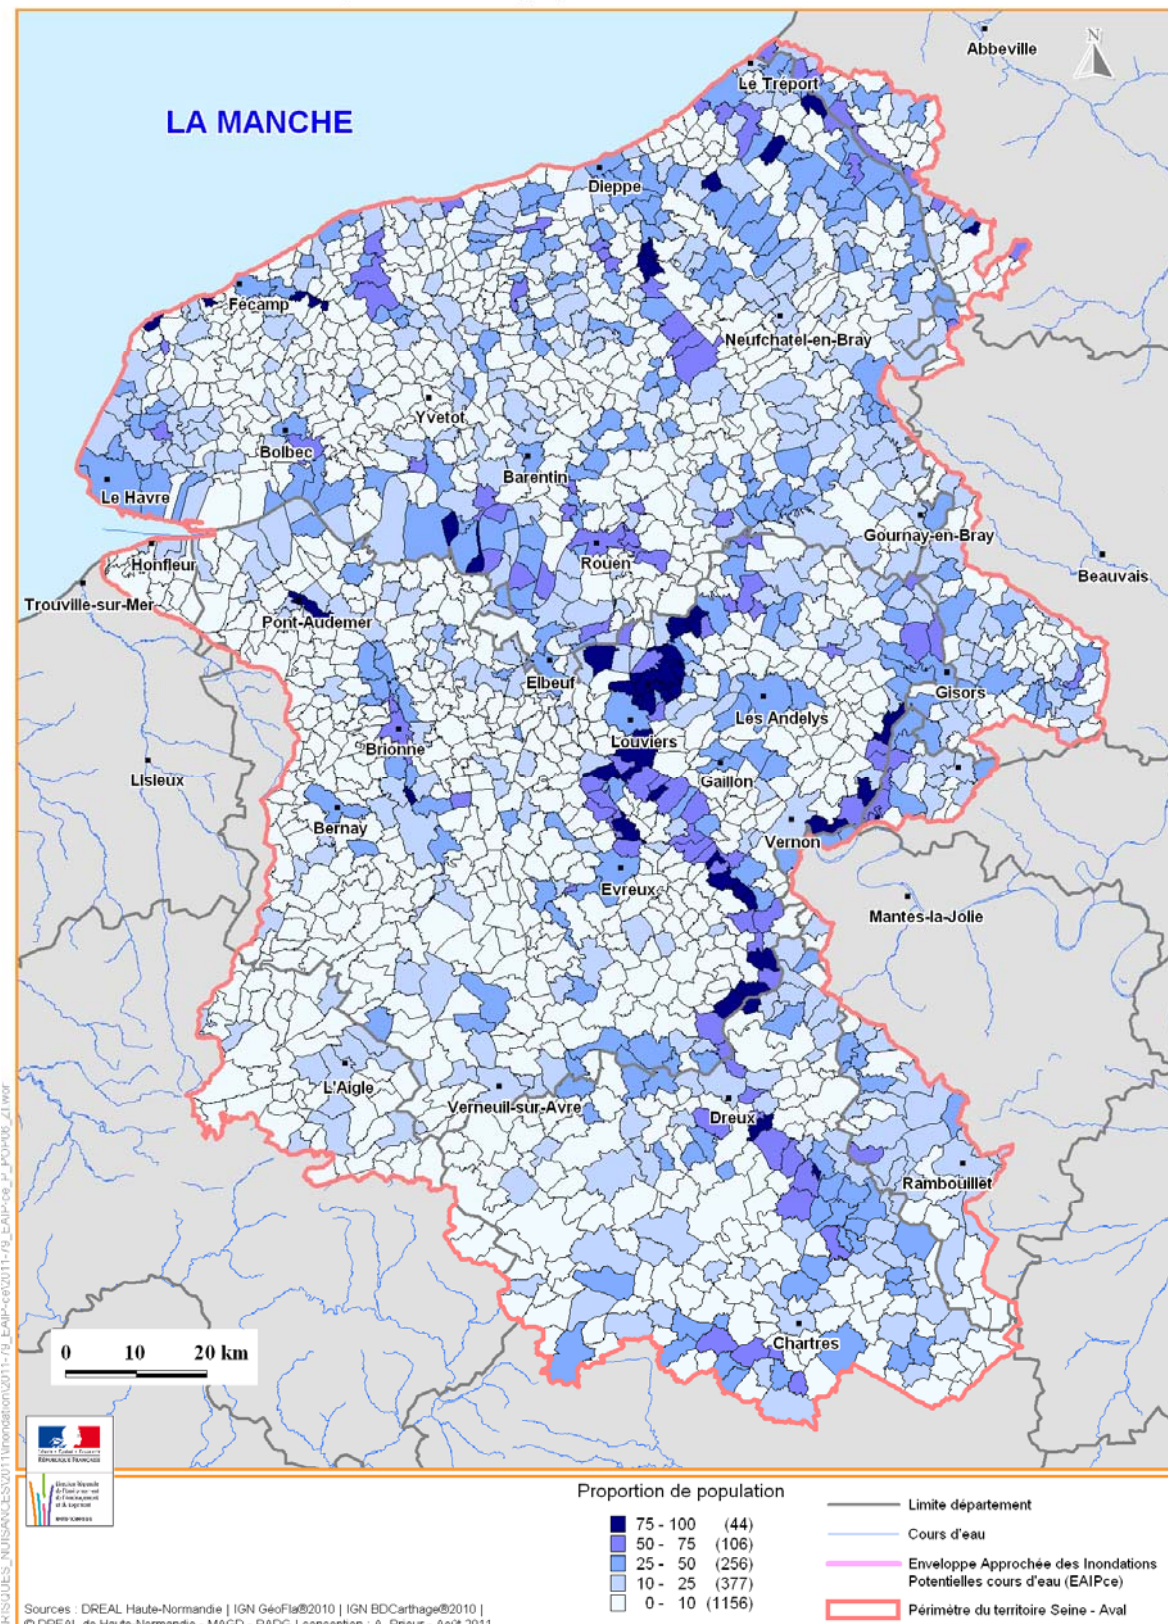 LA MANCHE
N
Abbeville
Le Tréport
Dieppe
Fécamp
Neufchatel-en-Bray
Yvetot
Bolbec
Barentin
Le Havre
Gournay-en-Bray
Rouen
Honfleur
Beauvais
Trouville-sur-Mer
Pont-Audemer
Elbeuf
Gisors
Les Andelys
Louviers
Brionne
Gaillon
Lisieux
Bernay
Vernon
Evreux
Mantes-la-Jolie
L'Aigle
Verneuil-sur-Avre
Dreux
Rambouillet
Chartres
0 10 20 km
RÉPUBLIQUE FRANÇAISE
Proportion de population
75 - 100 (44)
50 - 75 (106)
25 - 50 (256)
10 - 25 (377)
0 - 10 (1156)
Limite département
Cours d'eau
Enveloppe Approchée des Inondations
Potentielles cours d'eau (EAIPce)
Périmètre du territoire Seine - Aval
Sources : DREAL Haute-Normandie | IGN GéoFla®2010 | IGN BDCarthage®2010 |